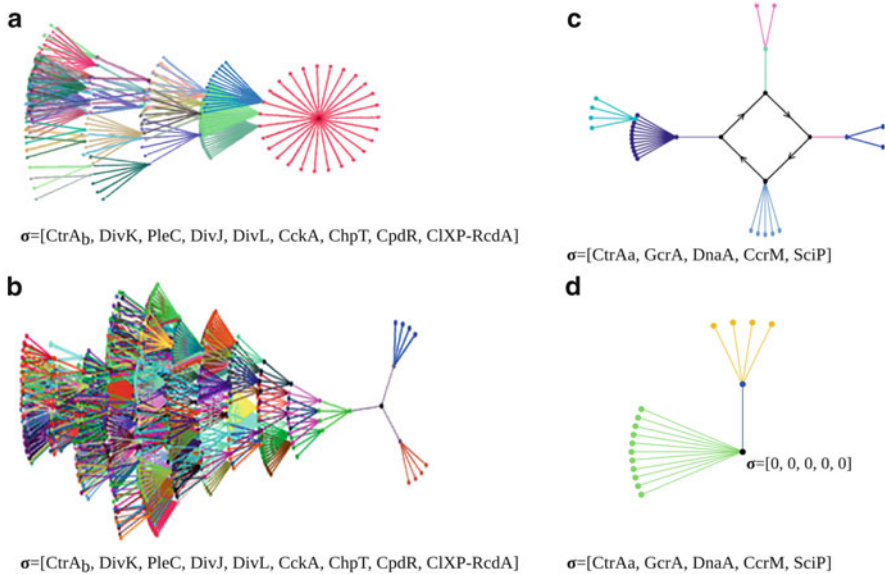 a
σ=[CtrAb, DivK, PleC, DivJ, DivL, CckA, ChpT, CpdR, ClXP-RcdA]
b
σ=[CtrAb, DivK, PleC, DivJ, DivL, CckA, ChpT, CpdR, ClXP-RcdA]
c
σ=[CtrAa, GcrA, DnaA, CcrM, SciP]
d
σ=[0, 0, 0, 0, 0]
σ=[CtrAa, GcrA, DnaA, CcrM, SciP]